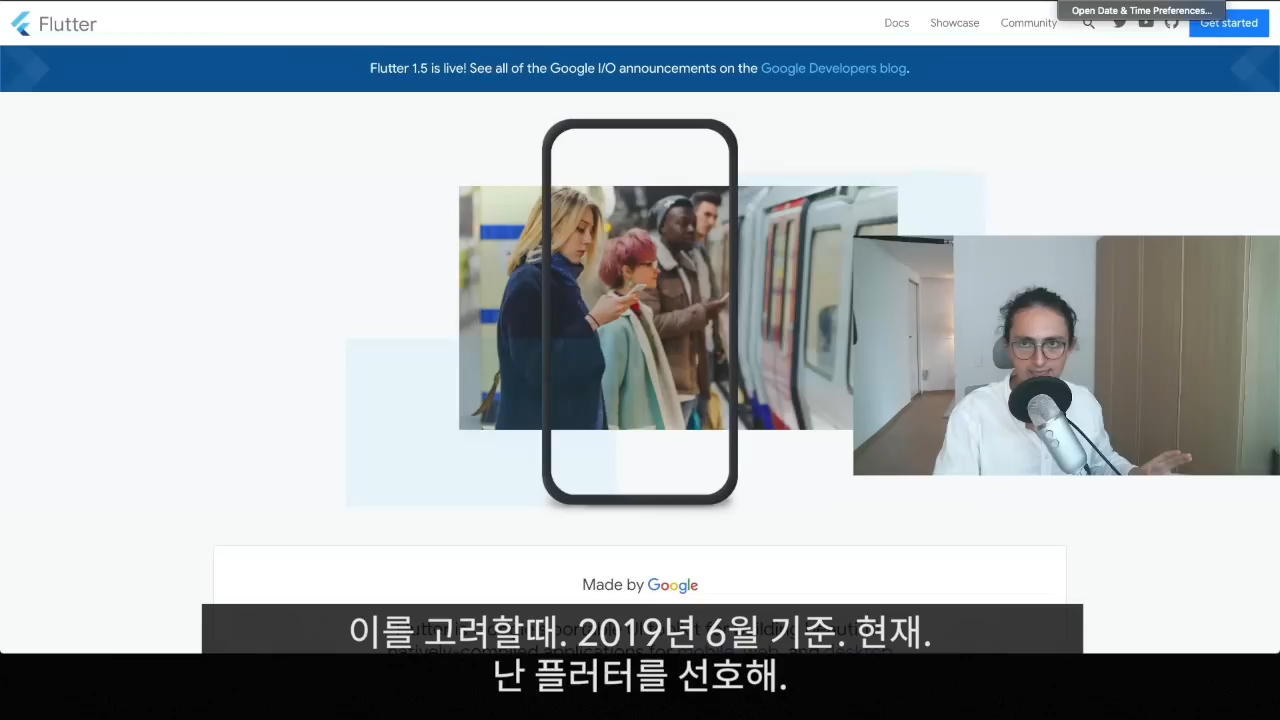 Flutter
Docs
Showcase
Community
Open Date & Time Preferences...
Get started
Flutter 1.5 is live! See all of the Google I/O announcements on the Google Developers blog.
Made by Google
이를 고려할때. 2019년 6월 기준. 현재.
난 플러터를 선호해.